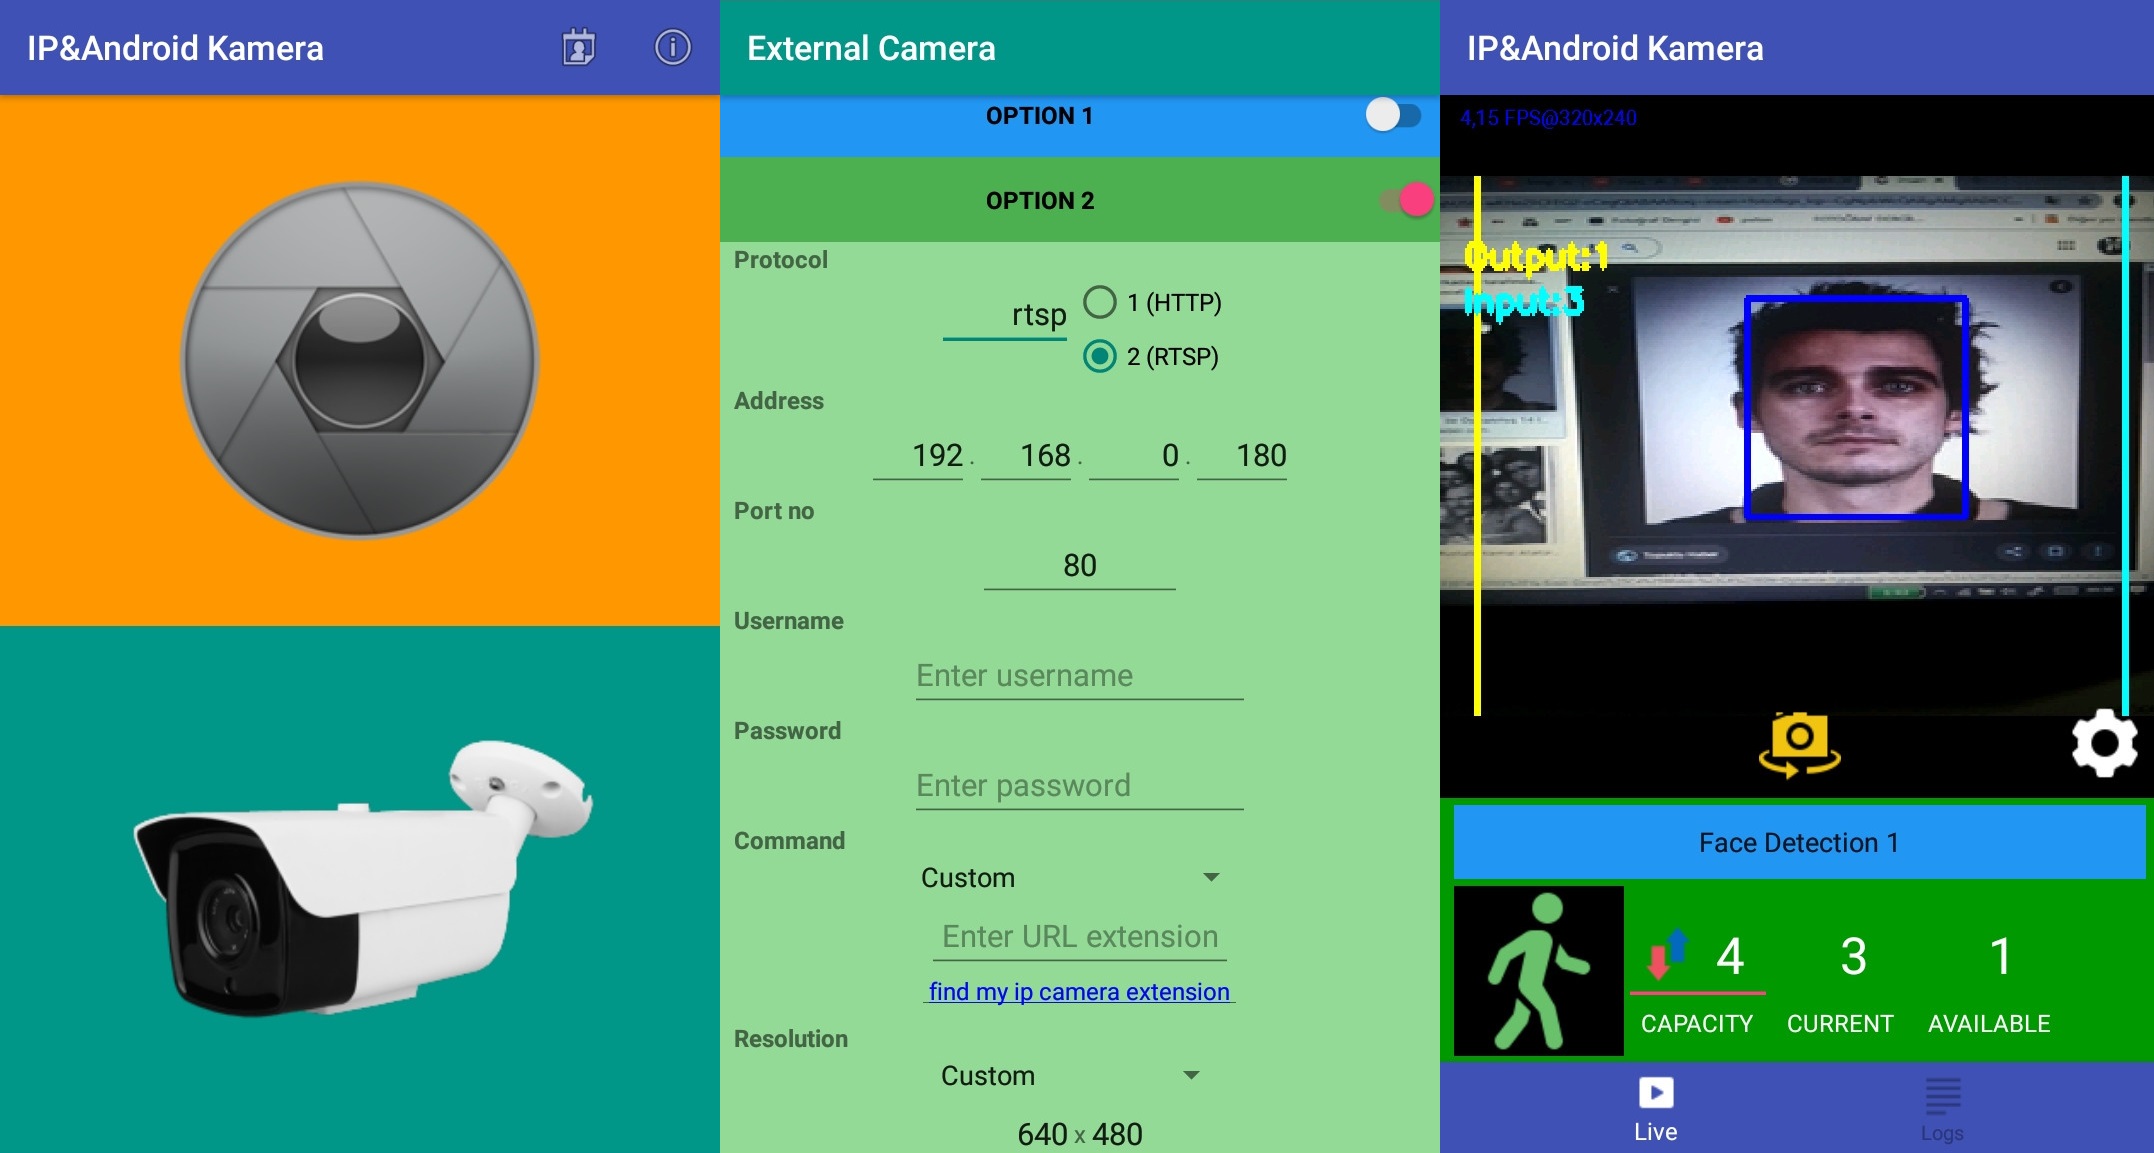 IP&Android Kamera
External Camera
OPTION 1
OPTION 2
Protocol
rtsp
1 (HTTP)
2 (RTSP)
Address
192 . 168 . 0 . 180
Port no
80
Username
Enter username
Password
Enter password
Command
Custom
Enter URL extension
find my ip camera extension
Resolution
Custom
640 x 480
IP&Android Kamera
4,15 FPS@320x240
Output:1
Input:3
Face Detection 1
4 3 1
CAPACITY CURRENT AVAILABLE
Live
Logs